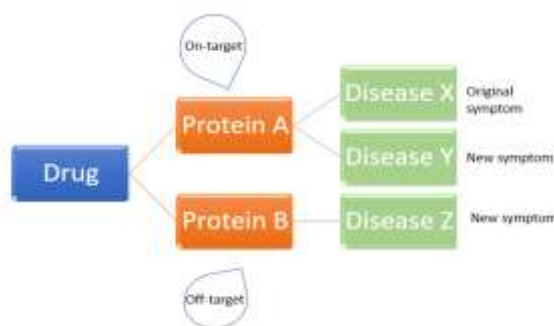 On-target
Disease X
Original
symptom
Protein A
Disease Y
New symptom
Drug
Protein B
Disease Z
New symptom
Off-target